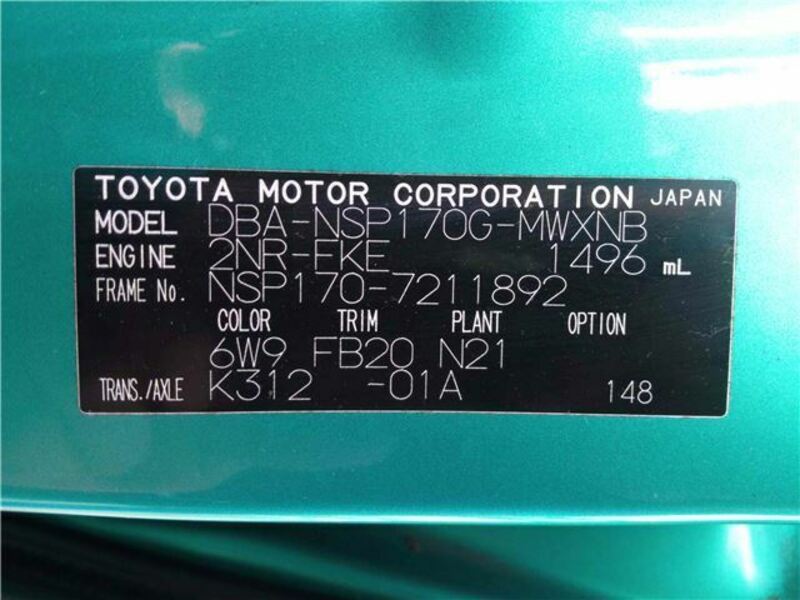 TOYOTA MOTOR CORPORATION JAPAN
MODEL DBA-NSP170G-MWXNB
ENGINE 2NR-FKE 1496 mL
FRAME No. NSP170-7211892
COLOR TRIM PLANT OPTION
6W9 FB20 N21
TRANS./AXLE K312 -01A 148